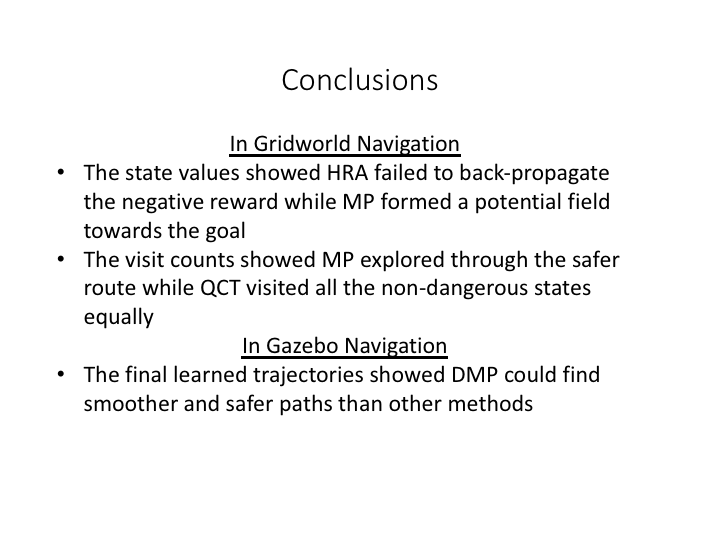 Conclusions
In Gridworld Navigation
• The state values showed HRA failed to back-propagate
the negative reward while MP formed a potential field
towards the goal
• The visit counts showed MP explored through the safer
route while QCT visited all the non-dangerous states
equally
In Gazebo Navigation
• The final learned trajectories showed DMP could find
smoother and safer paths than other methods